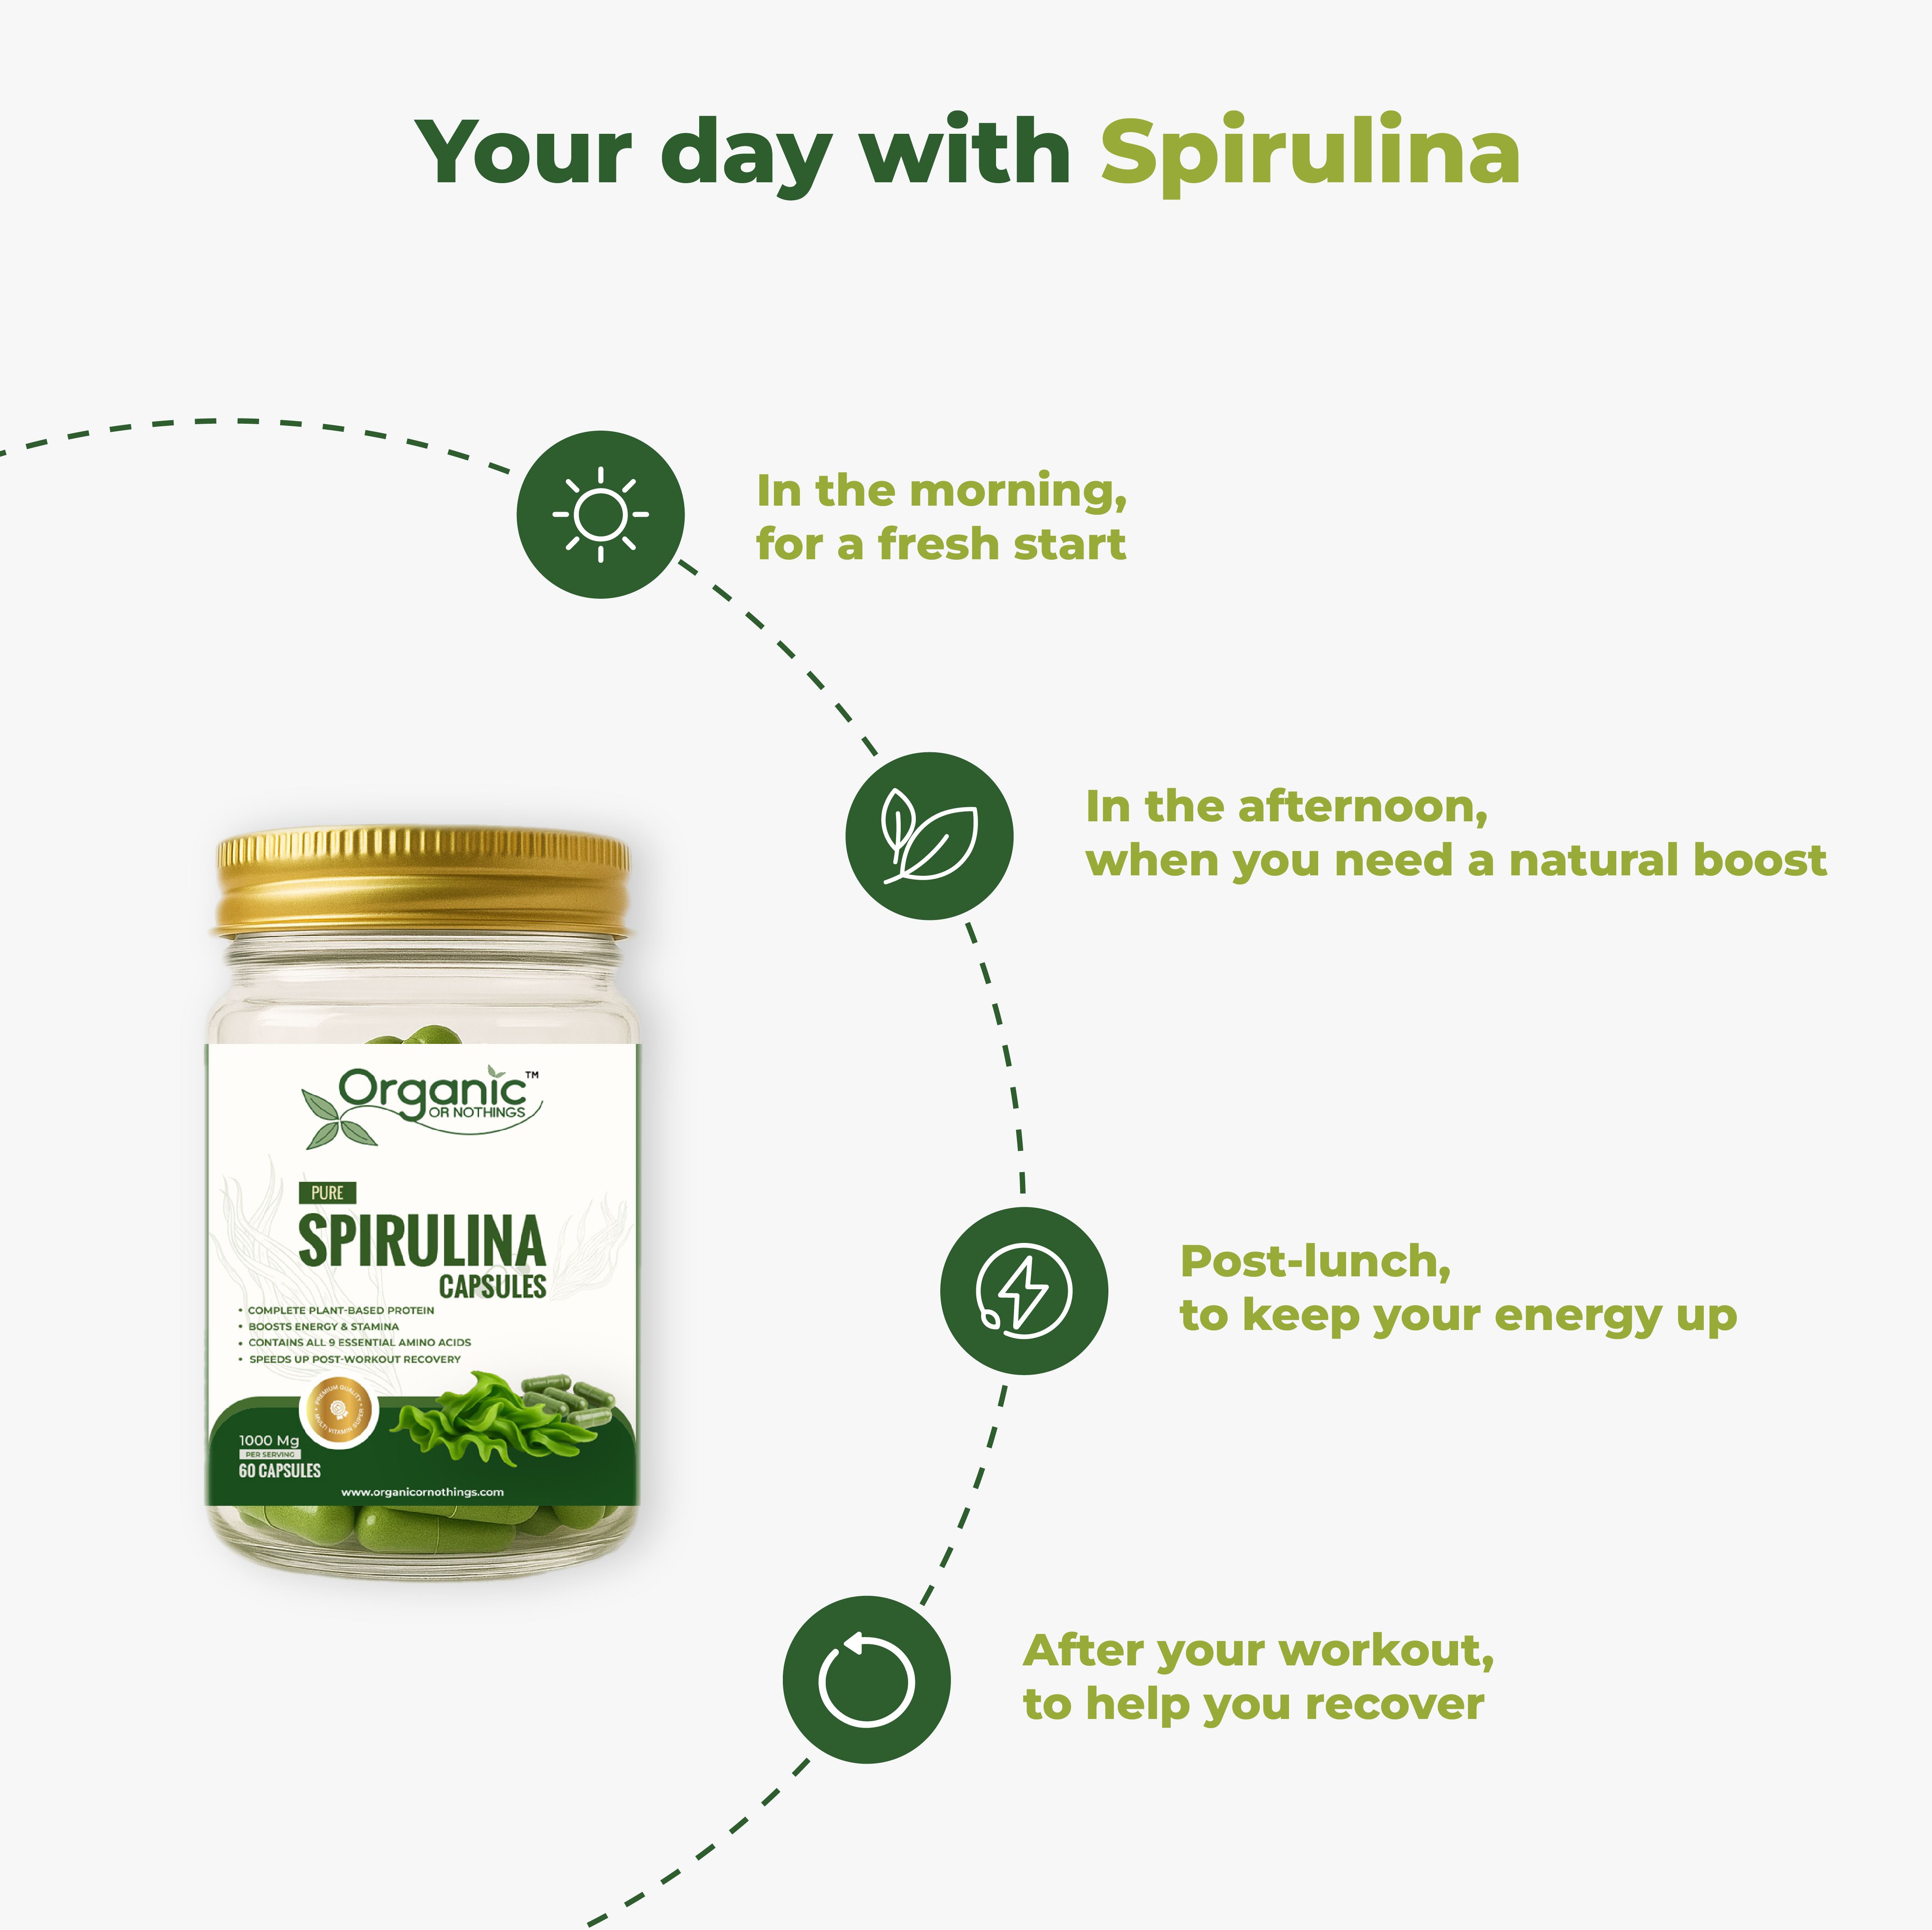 Your day with Spirulina
In the morning,
for a fresh start
In the afternoon,
when you need a natural boost
Organic™
OR NOTHINGS
PURE
SPIRULINA
CAPSULES
• COMPLETE PLANT-BASED PROTEIN
• BOOSTS ENERGY & STAMINA
• CONTAINS ALL 9 ESSENTIAL AMINO ACIDS
• SPEEDS UP POST-WORKOUT RECOVERY
PREMIUM QUALITY
MULTI VITAMIN SUPER
1000 Mg
PER SERVING
60 CAPSULES
www.organicornothings.com
Post-lunch,
to keep your energy up
After your workout,
to help you recover